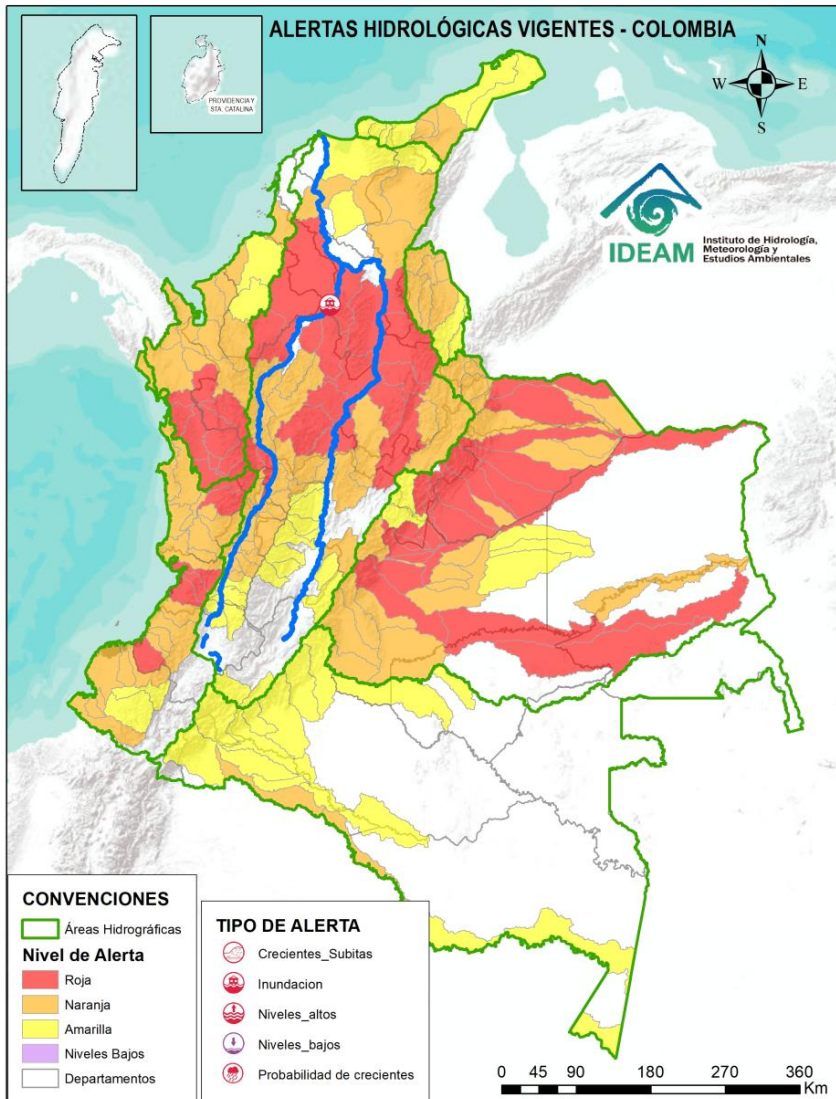 ALERTAS HIDROLÓGICAS VIGENTES - COLOMBIA
PROVIDENCIA Y
STA. CATALINA
N
W
E
S
IDEAM
Instituto de Hidrología,
Meteorología y
Estudios Ambientales
CONVENCIONES
Áreas Hidrográficas
Nivel de Alerta
Roja
Naranja
Amarilla
Niveles Bajos
Departamentos
TIPO DE ALERTA
Crecientes_Subitas
Inundacion
Niveles_altos
Niveles_bajos
Probabilidad de crecientes
0 45 90 180 270 360
Km